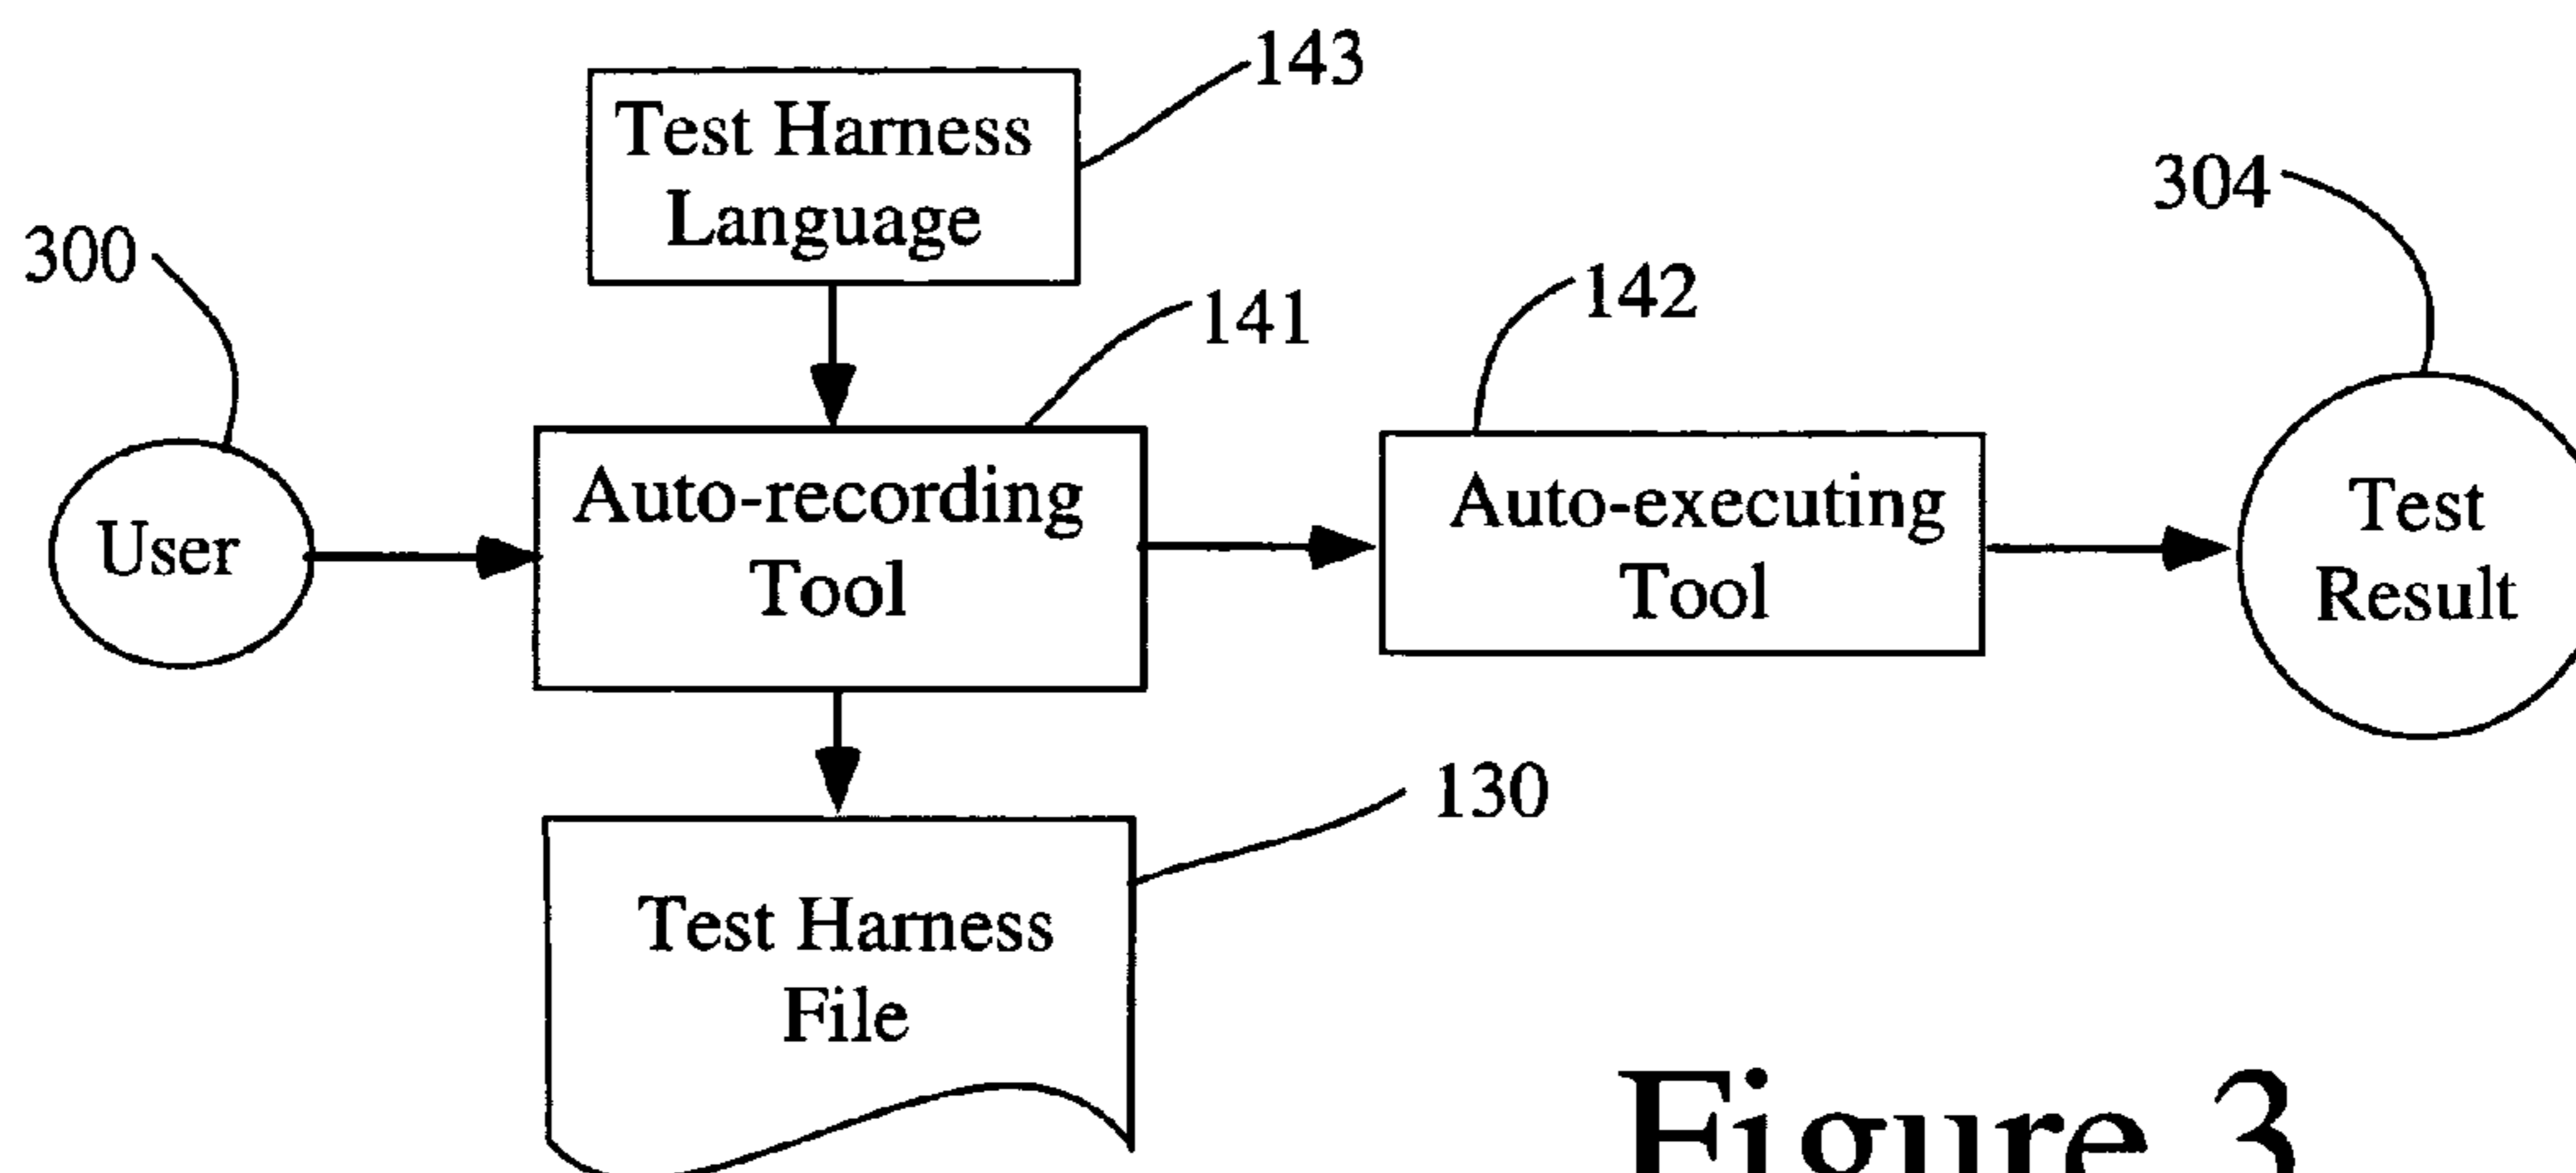 143
Test Harness
Language
304
300
141
142
User
Auto-recording
Tool
Auto-executing
Tool
Test
Result
130
Test Harness
File
Figure 3